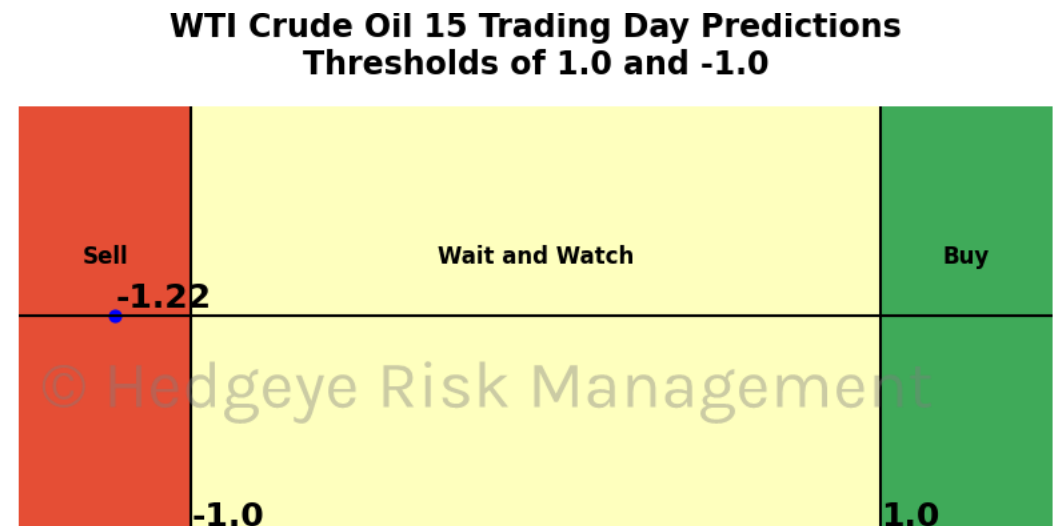 WTI Crude Oil 15 Trading Day Predictions
Thresholds of 1.0 and -1.0
Sell
Wait and Watch
Buy
-1.22
© Hedgeye Risk Management
-1.0
1.0